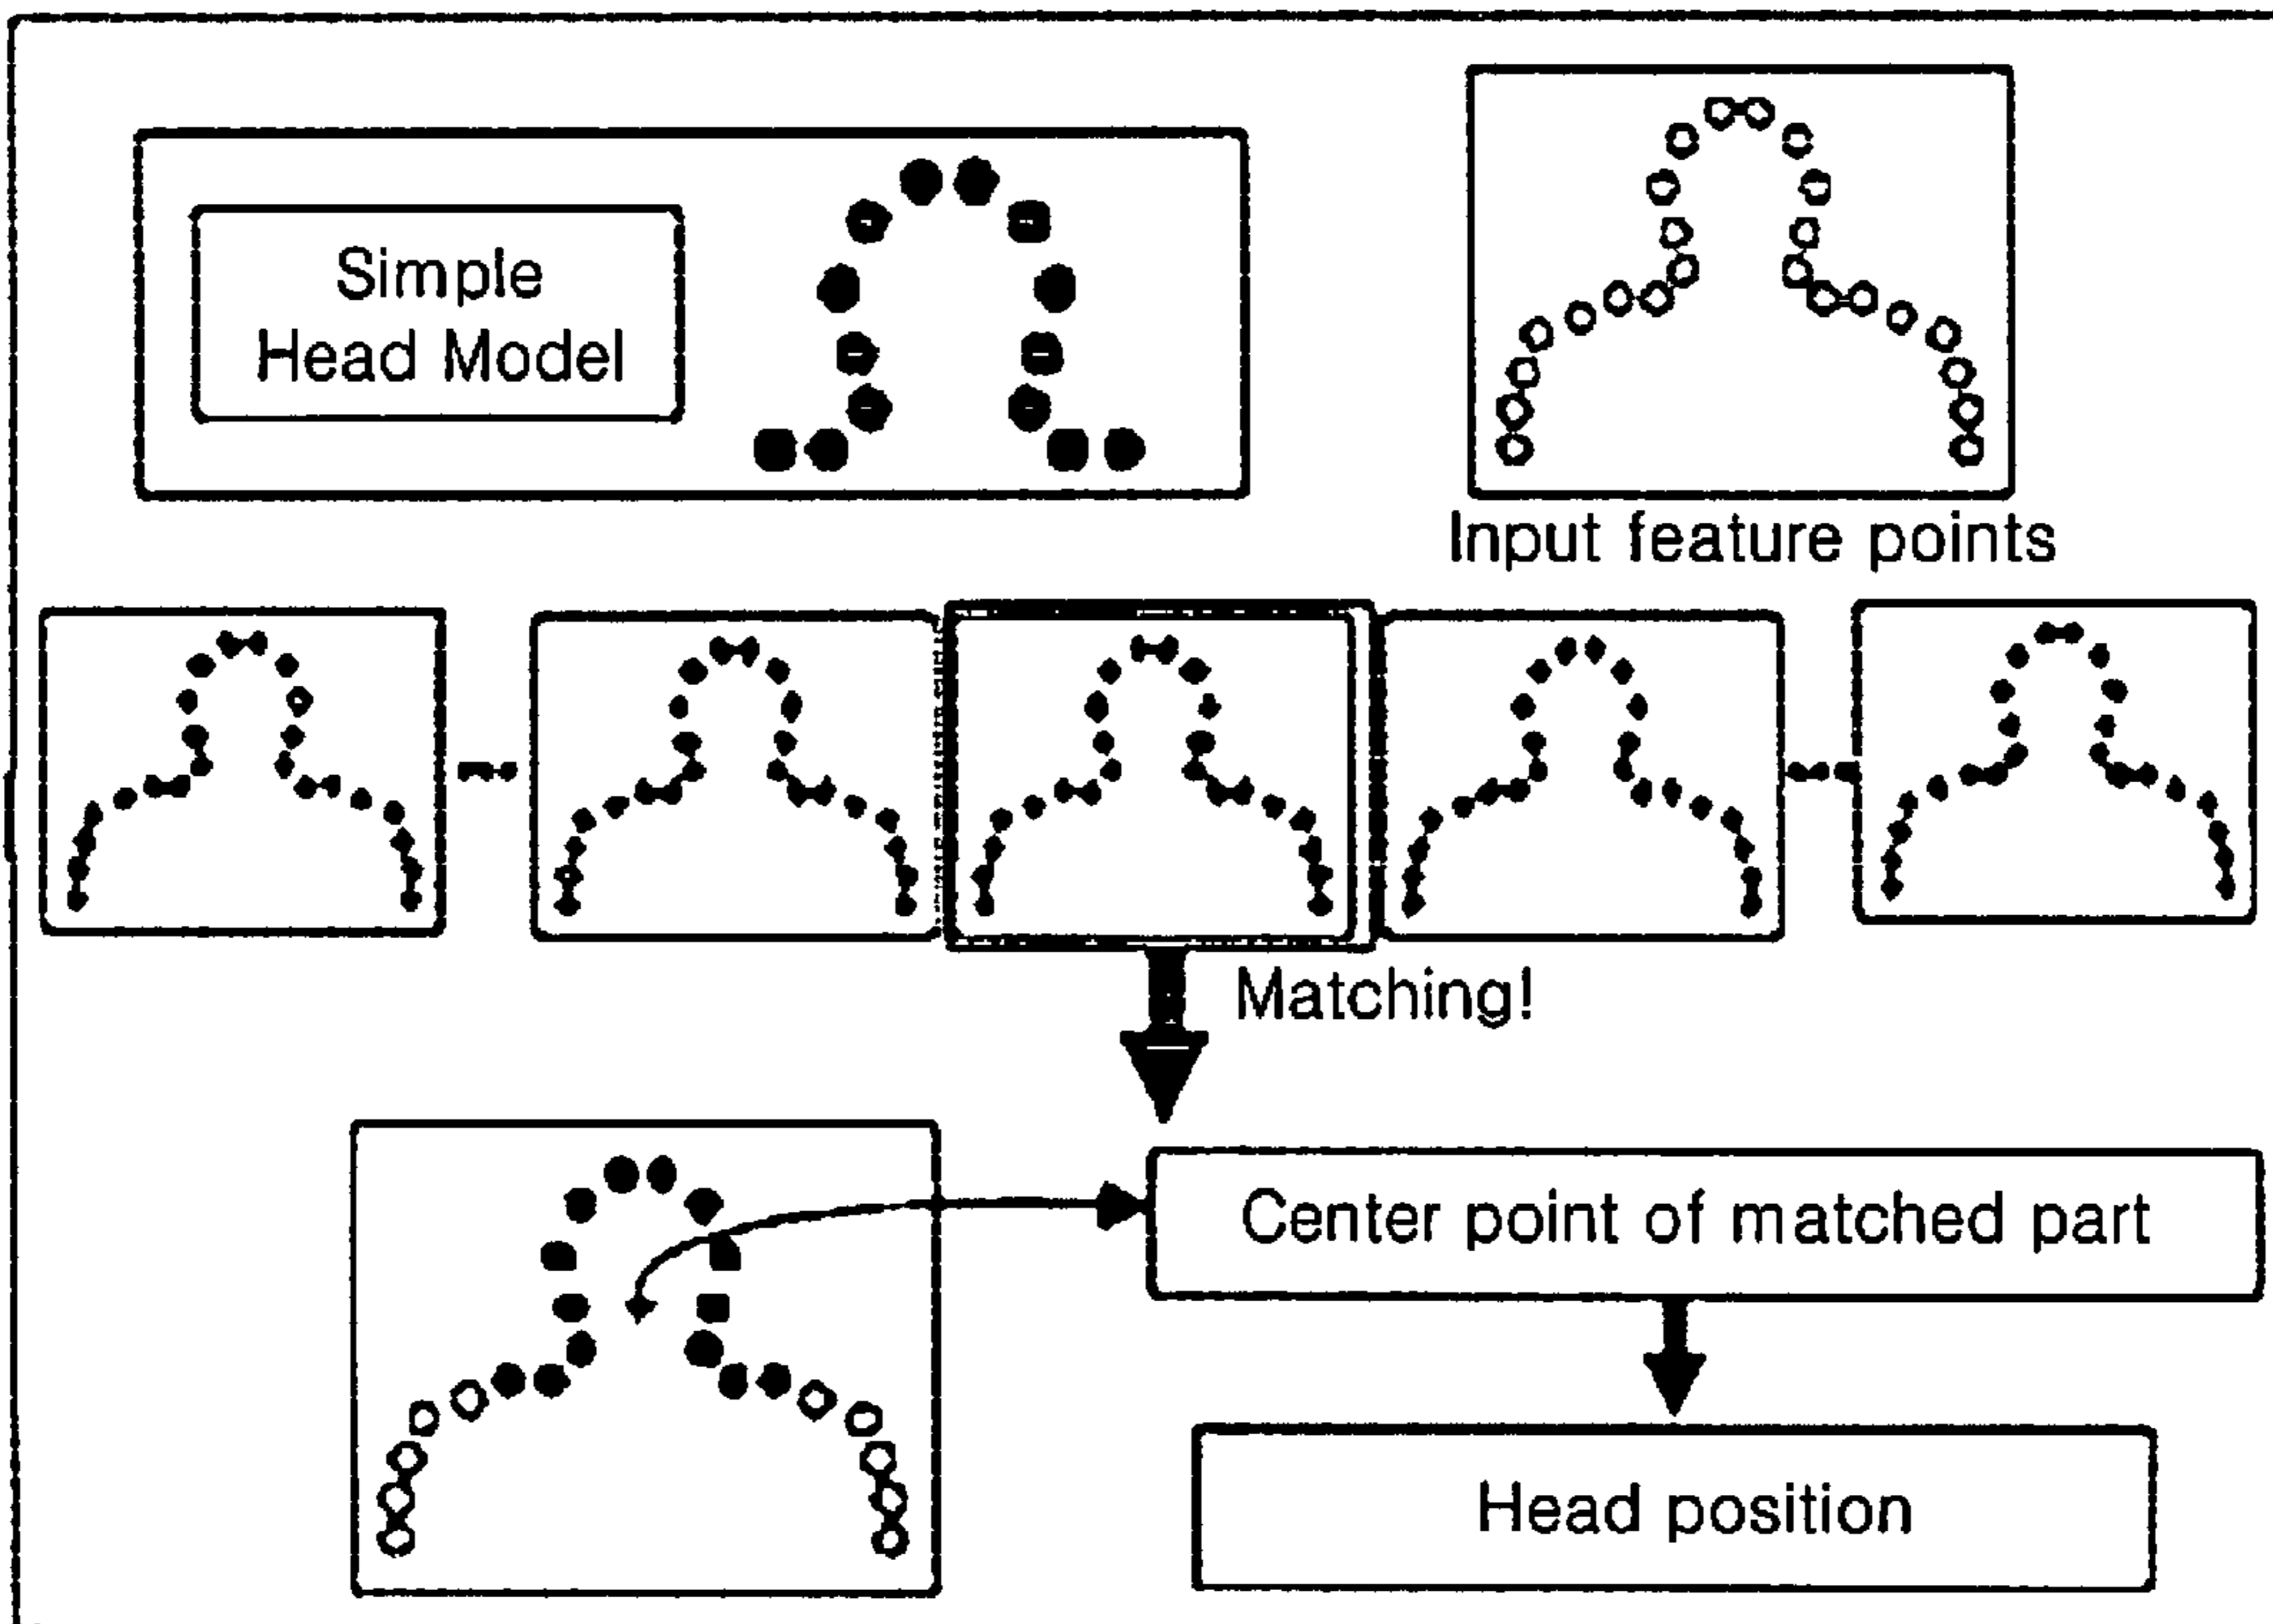 Simple
Head Model
Input feature points
Matching!
Center point of matched part
Head position